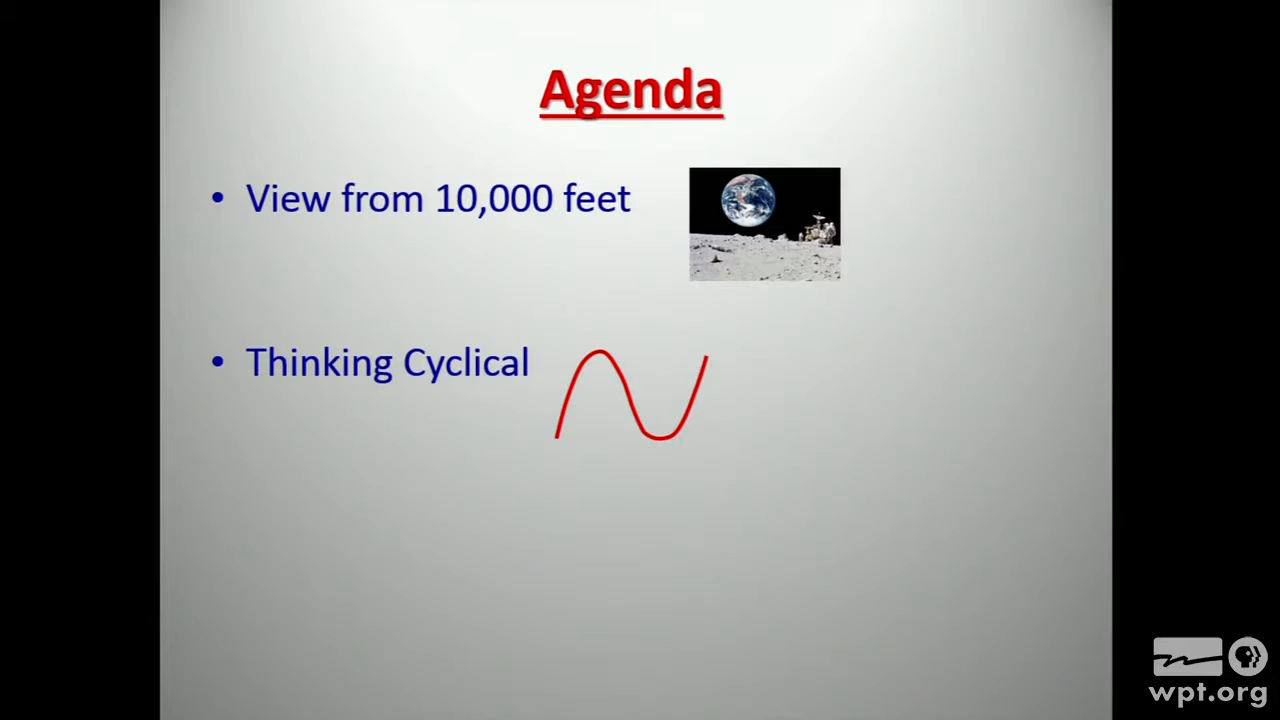 Agenda
• View from 10,000 feet
• Thinking Cyclical
wpt.org